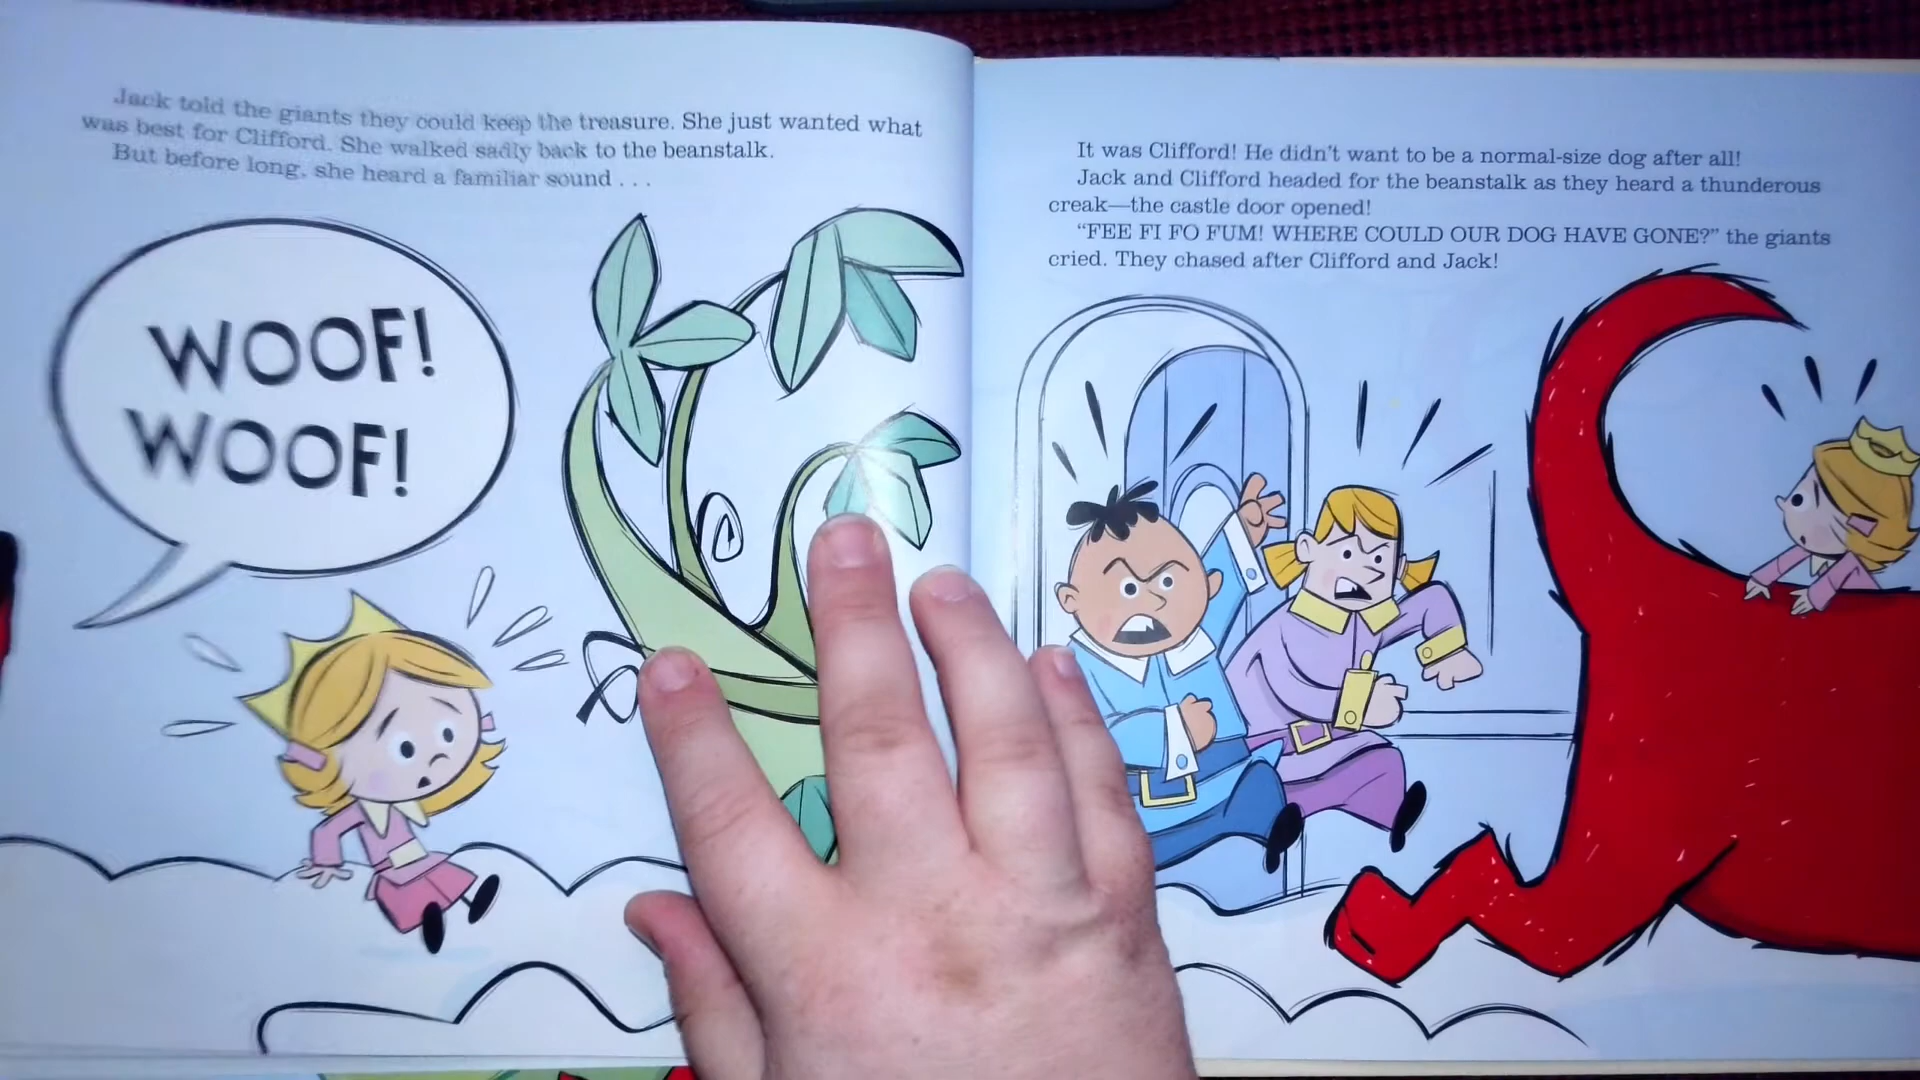 Jack told the giants they could keep the treasure. She just wanted what
was best for Clifford. She walked sadly back to the beanstalk.
But before long, she heard a familiar sound . . .
WOOF!
WOOF!
It was Clifford! He didn't want to be a normal-size dog after all!
Jack and Clifford headed for the beanstalk as they heard a thunderous
creak—the castle door opened!
“FEE FI FO FUM! WHERE COULD OUR DOG HAVE GONE?” the giants
cried. They chased after Clifford and Jack!